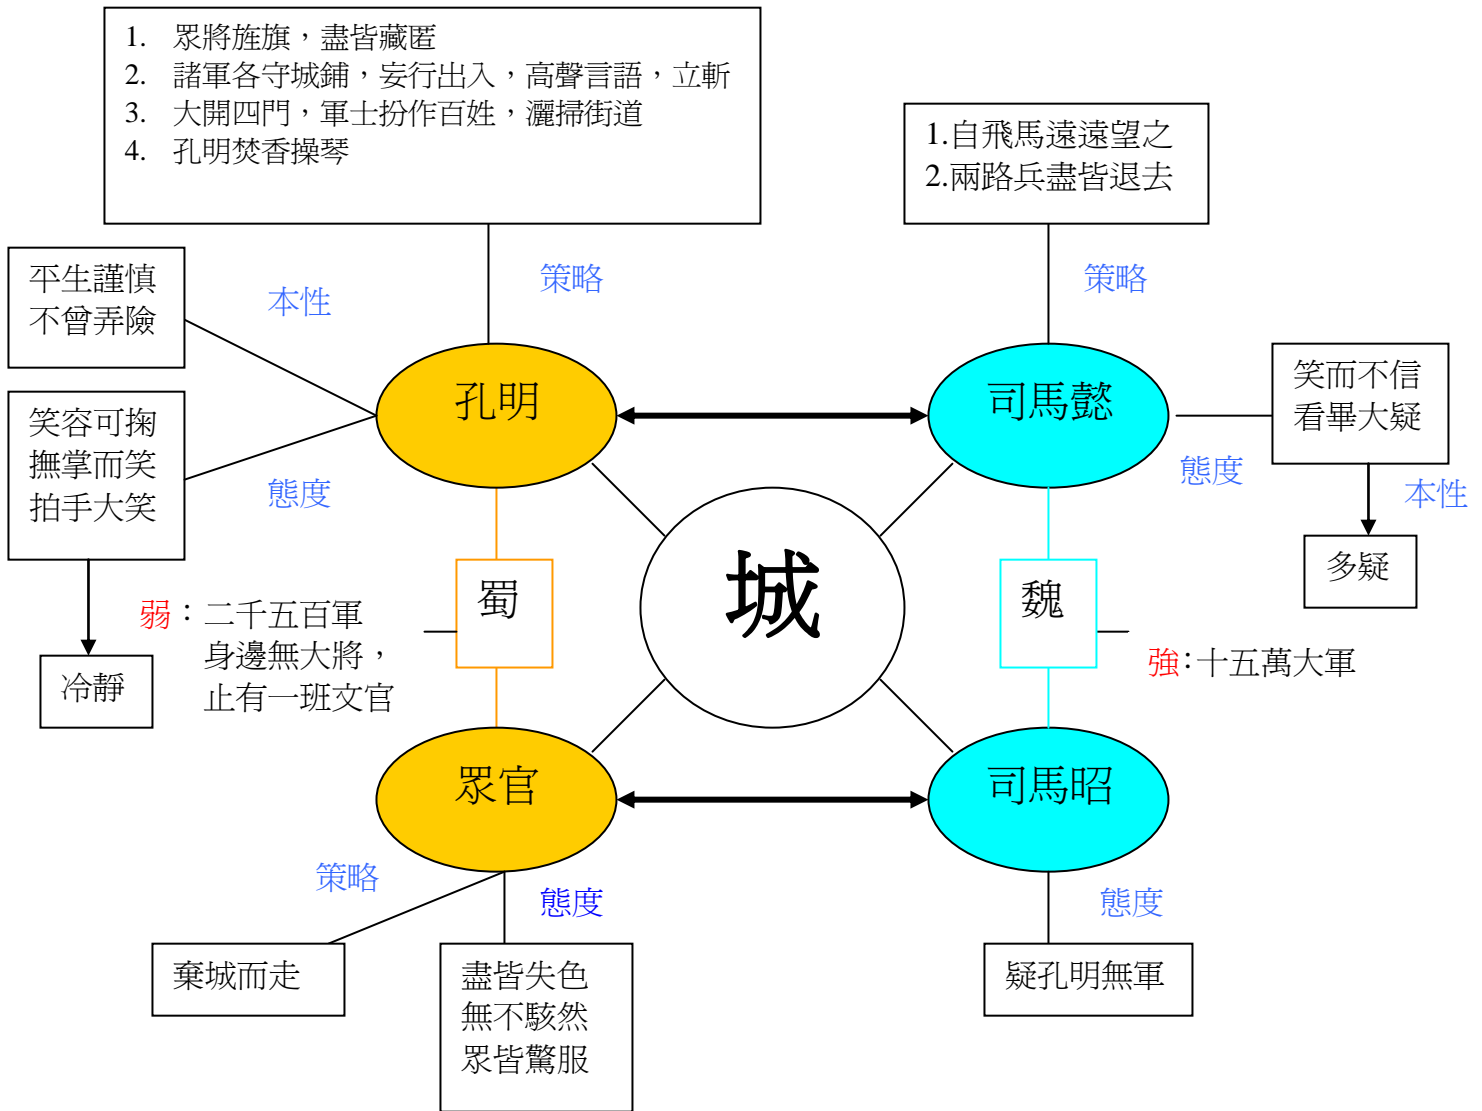 1. 眾將旌旗，盡皆藏匿
2. 諸軍各守城鋪，妄行出入，高聲言語，立斬
3. 大開四門，軍士扮作百姓，灑掃街道
4. 孔明焚香操琴
1.自飛馬遠遠望之
2.兩路兵盡皆退去
策略
策略
平生謹慎
不曾弄險
本性
孔明
司馬懿
笑而不信
看畢大疑
笑容可掬
撫掌而笑
拍手大笑
態度
態度
本性
城
蜀
魏
多疑
弱：二千五百軍
身邊無大將，
止有一班文官
強:十五萬大軍
冷靜
眾官
司馬昭
策略
態度
態度
棄城而走
盡皆失色
無不駭然
眾皆驚服
疑孔明無軍